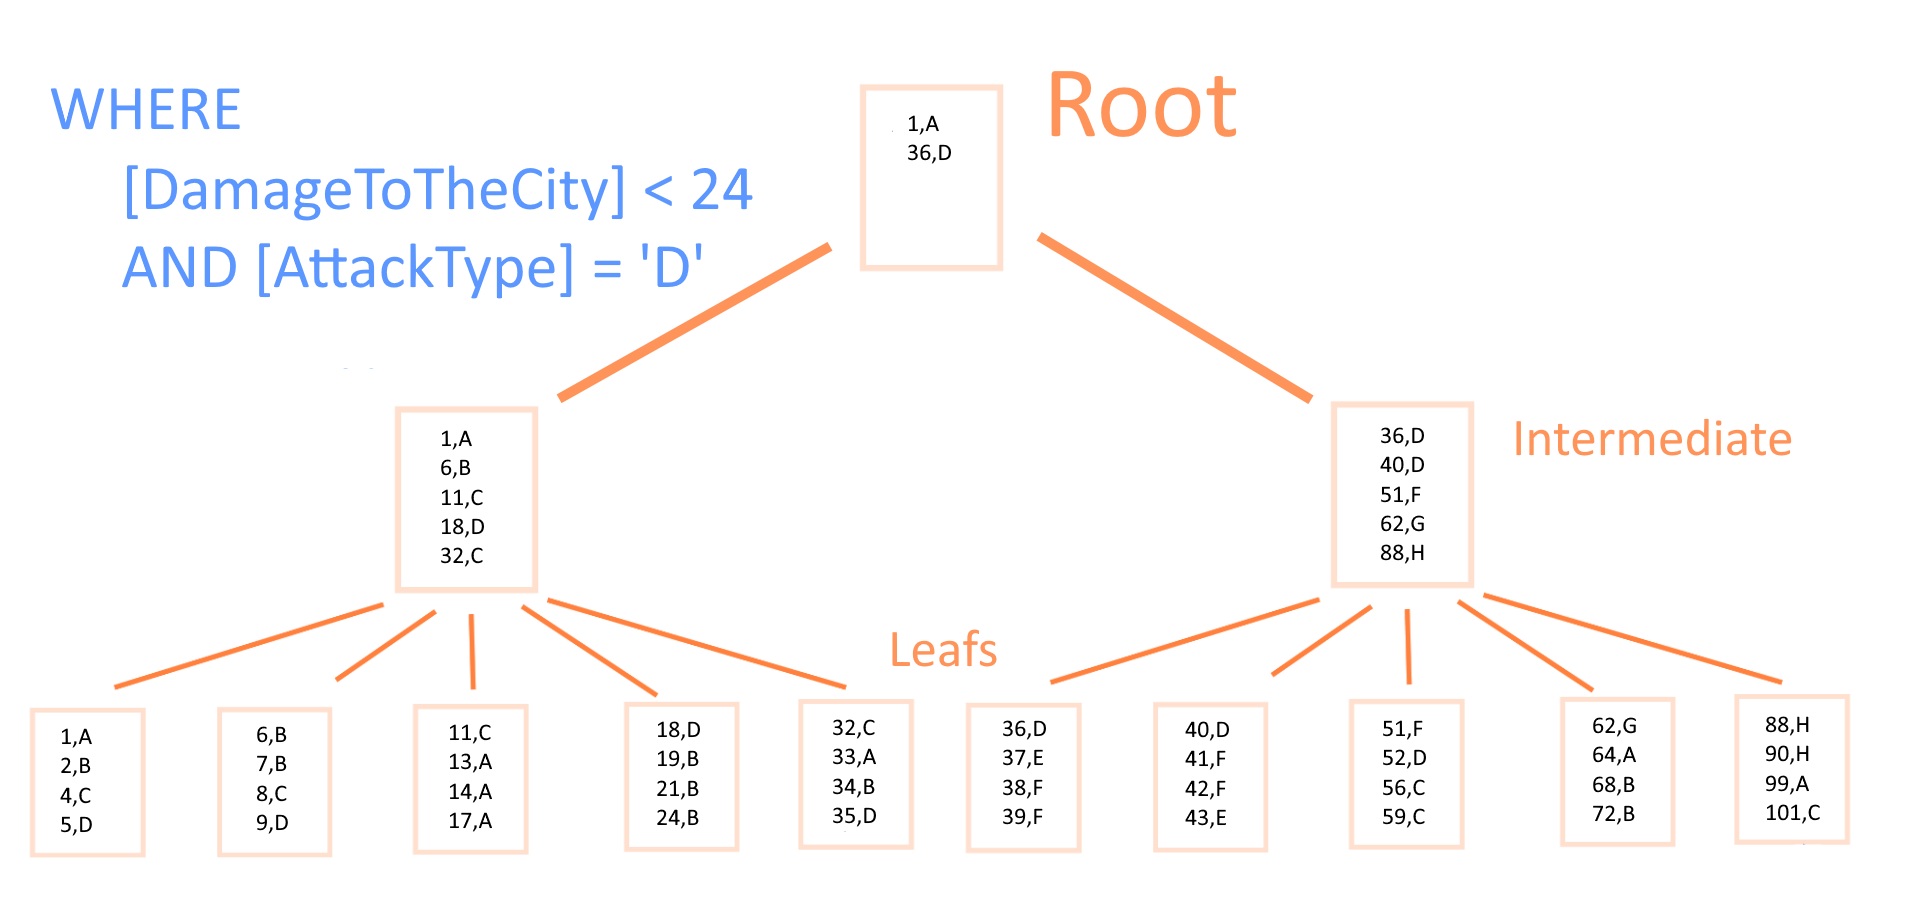 WHERE
[DamageToTheCity] < 24
AND [AttackType] = 'D'
Root
1,A
36,D
1,A
6,B
11,C
18,D
32,C
36,D
40,D
51,F
62,G
88,H
Intermediate
Leafs
1,A
2,B
4,C
5,D
6,B
7,B
8,C
9,D
11,C
13,A
14,A
17,A
18,D
19,B
21,B
24,B
32,C
33,A
34,B
35,D
36,D
37,E
38,F
39,F
40,D
41,F
42,F
43,E
51,F
52,D
56,C
59,C
62,G
64,A
68,B
72,B
88,H
90,H
99,A
101,C